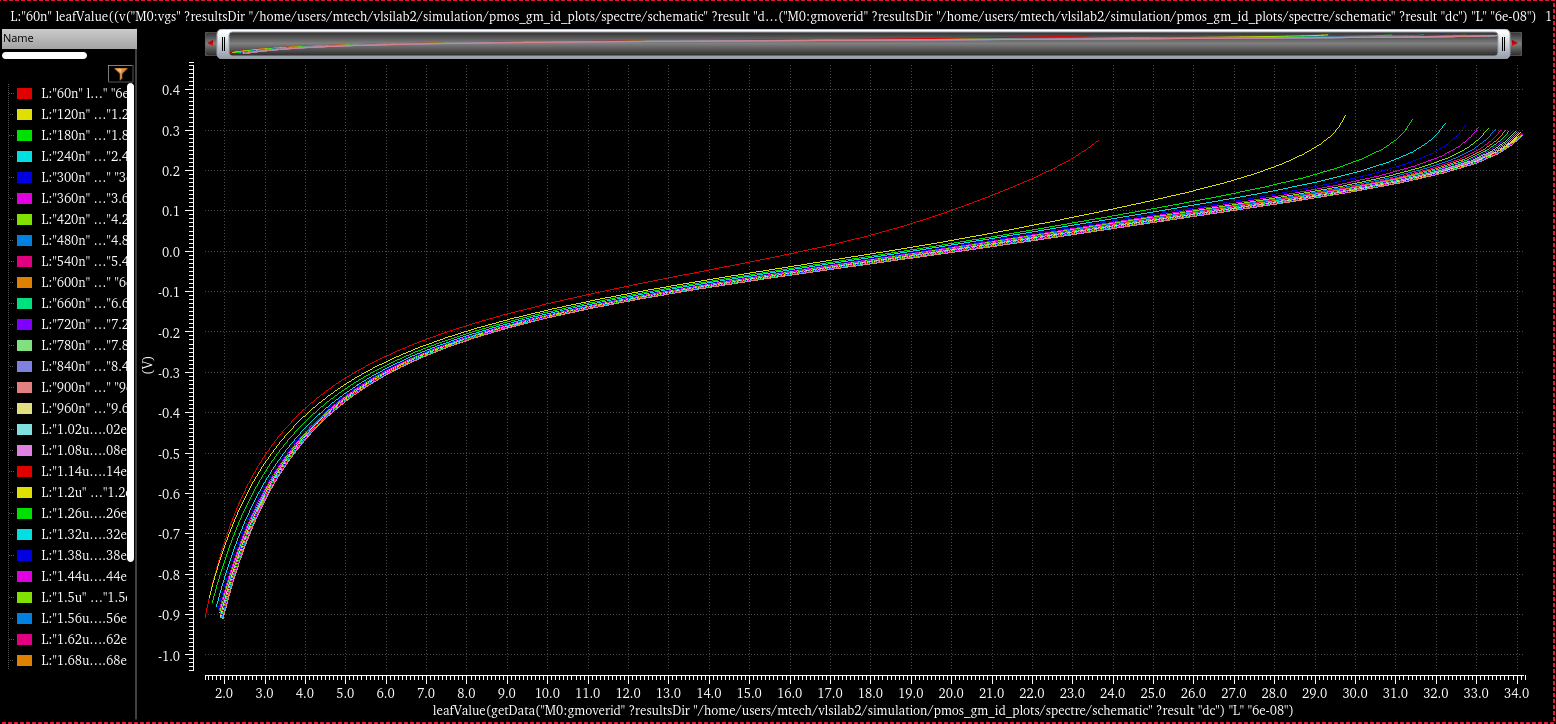 L:"60n" leafValue((v("M0:vgs" ?resultsDir "/home/users/mtech/vlsilab2/simulation/pmos_gm_id_plots/spectre/schematic" ?result "d...("M0:gmoverid" ?resultsDir "/home/users/mtech/vlsilab2/simulation/pmos_gm_id_plots/spectre/schematic" ?result "dc") "L" "6e-08") 1
Name
L:"60n" l..." "6e
L:"120n" ..."1.2
L:"180n" ..."1.8
L:"240n" ..."2.4
L:"300n" ..." "3
L:"360n" ..."3.6
L:"420n" ..."4.2
L:"480n" ..."4.8
L:"540n" ..."5.4
L:"600n" ..." "6
L:"660n" ..."6.6
L:"720n" ..."7.2
L:"780n" ..."7.8
L:"840n" ..."8.4
L:"900n" ..." "9
L:"960n" ..."9.6
L:"1.02u....02e
L:"1.08u....08e
L:"1.14u....14e
L:"1.2u" ..."1.2
L:"1.26u....26e
L:"1.32u....32e
L:"1.38u....38e
L:"1.44u....44e
L:"1.5u" ..."1.5
L:"1.56u....56e
L:"1.62u....62e
L:"1.68u....68e
(V)
0.4
0.3
0.2
0.1
0.0
-0.1
-0.2
-0.3
-0.4
-0.5
-0.6
-0.7
-0.8
-0.9
-1.0
2.0 3.0 4.0 5.0 6.0 7.0 8.0 9.0 10.0 11.0 12.0 13.0 14.0 15.0 16.0 17.0 18.0 19.0 20.0 21.0 22.0 23.0 24.0 25.0 26.0 27.0 28.0 29.0 30.0 31.0 32.0 33.0 34.0
leafValue(getData("M0:gmoverid" ?resultsDir "/home/users/mtech/vlsilab2/simulation/pmos_gm_id_plots/spectre/schematic" ?result "dc") "L" "6e-08")